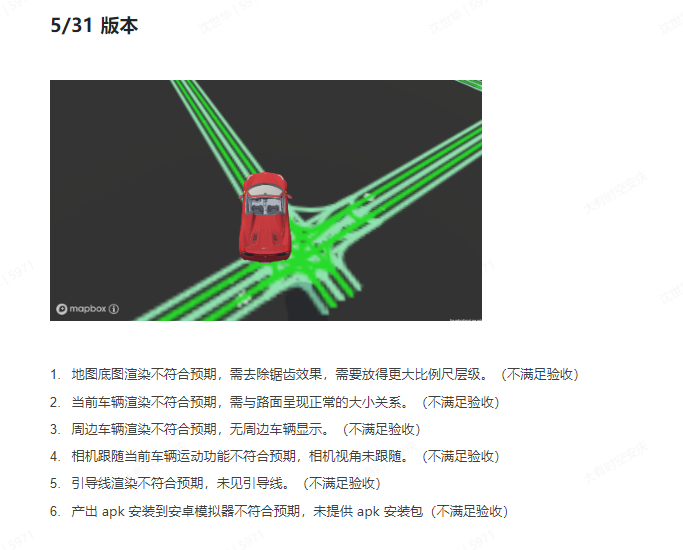 5/31 版本
mapbox
1. 地图底图渲染不符合预期，需去除锯齿效果，需要放得更大比例尺层级。（不满足验收）
2. 当前车辆渲染不符合预期，需与路面呈现正常的大小关系。（不满足验收）
3. 周边车辆渲染不符合预期，无周边车辆显示。（不满足验收）
4. 相机跟随当前车辆运动功能不符合预期，相机视角未跟随。（不满足验收）
5. 引导线渲染不符合预期，未见引导线。（不满足验收）
6. 产出 apk 安装到安卓模拟器不符合预期，未提供 apk 安装包（不满足验收）